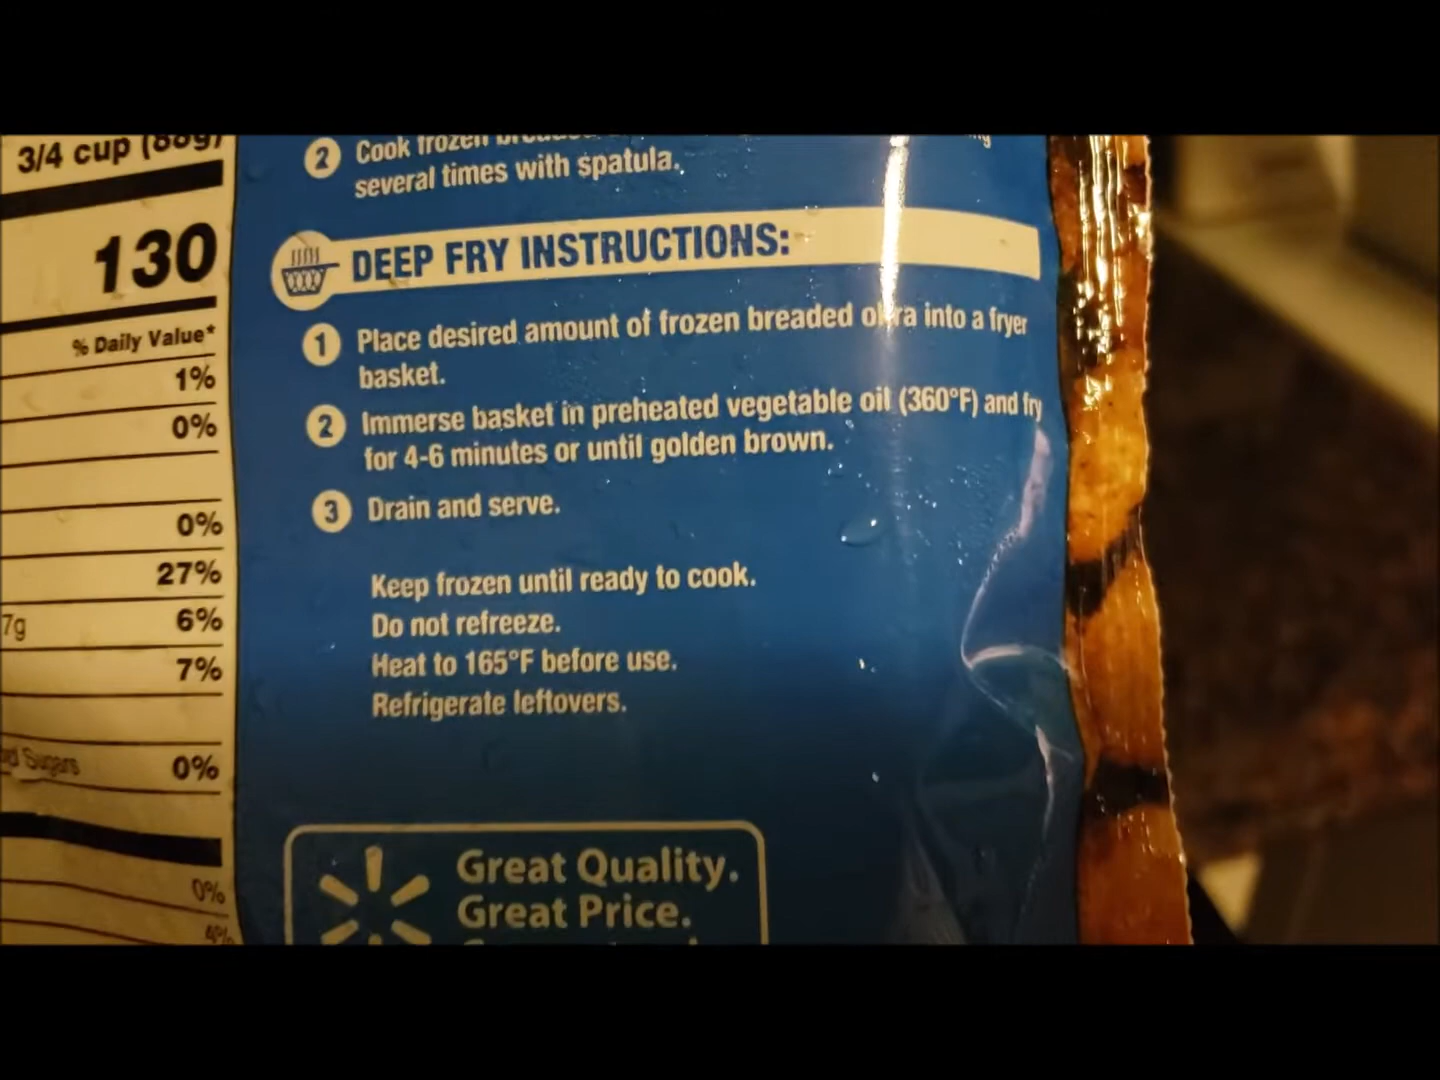 3/4 cup
130
% Daily Value*
1%
0%
0%
27%
7g 6%
7%
Sugars 0%
0%
4%
2 Cook frozen
several times with spatula.
DEEP FRY INSTRUCTIONS:
1 Place desired amount of frozen breaded okra into a fryer
basket.
2 Immerse basket in preheated vegetable oil (360°F) and fry
for 4-6 minutes or until golden brown.
3 Drain and serve.
Keep frozen until ready to cook.
Do not refreeze.
Heat to 165°F before use.
Refrigerate leftovers.
Great Quality.
Great Price.